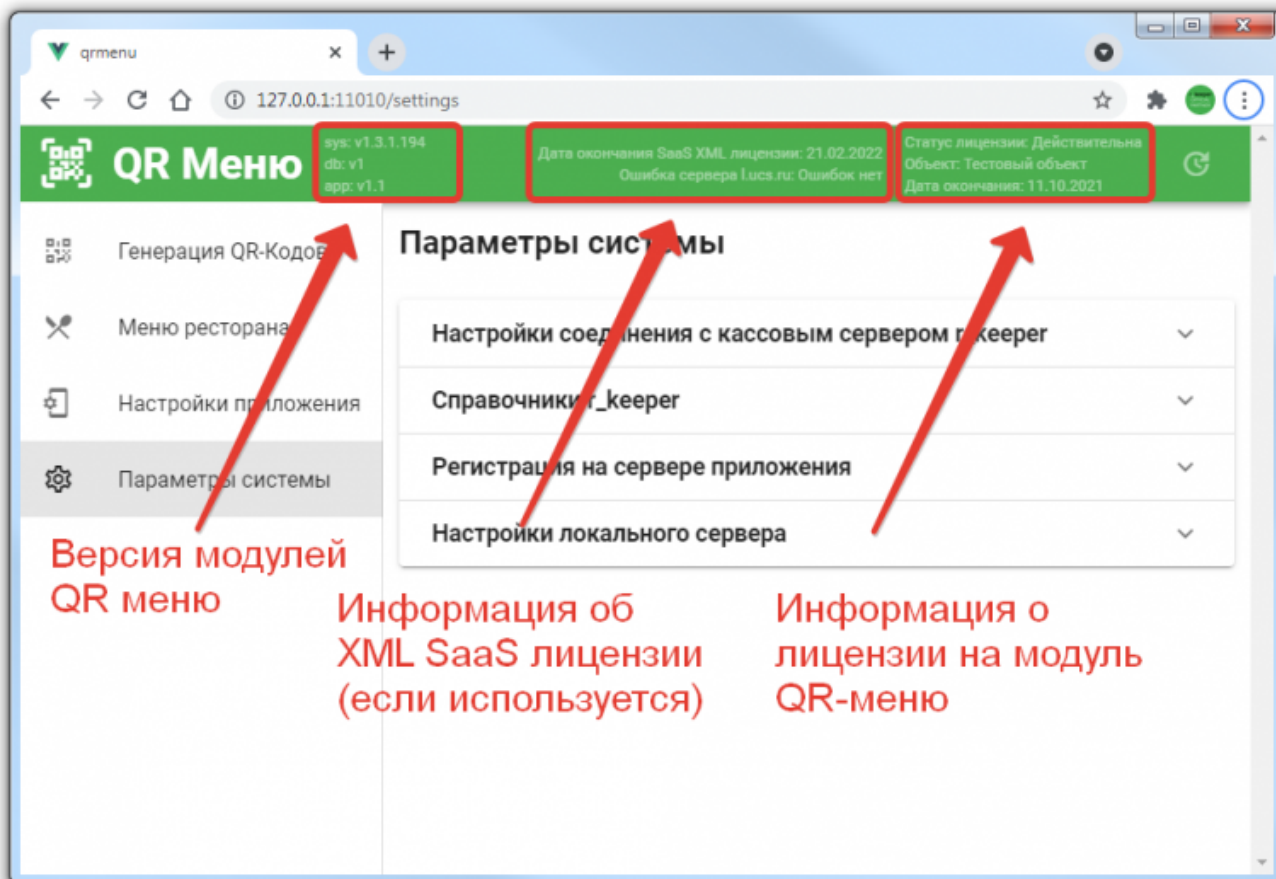 qrmenu
127.0.0.1:11010/settings
QR Меню
sys: v1.3.1.194
db: v1
app: v1.1
Дата окончания SaaS XML лицензии: 21.02.2022
Ошибка сервера l.ucs.ru: Ошибок нет
Статус лицензии: Действительна
Объект: Тестовый объект
Дата окончания: 11.10.2021
Генерация QR-Кодов
Меню ресторана
Настройки приложения
Параметры системы
Параметры системы
Настройки соединения с кассовым сервером r_keeper
Справочники r_keeper
Регистрация на сервере приложения
Настройки локального сервера
Версия модулей
QR меню
Информация об
XML SaaS лицензии
(если используется)
Информация о
лицензии на модуль
QR-меню